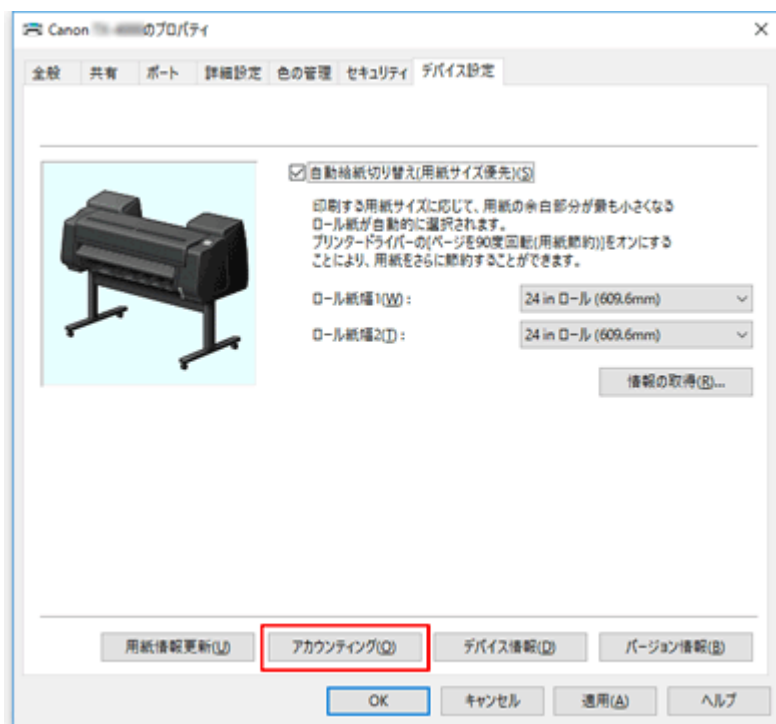 Canon のプロパティ
全般 共有 ポート 詳細設定 色の管理 セキュリティ デバイス設定
自動給紙切り替え(用紙サイズ優先)(S)
印刷する用紙サイズに応じて、用紙の余白部分が最も小さくなる
ロール紙が自動的に選択されます。
プリンタードライバーの[ページを90度回転(用紙節約)]をオンにする
ことにより、用紙をさらに節約することができます。
ロール紙幅1(W) : 24 in ロール (609.6mm)
ロール紙幅2(T) : 24 in ロール (609.6mm)
情報の取得(R)...
用紙情報更新(U) アカウンティング(O) デバイス情報(D) バージョン情報(B)
OK キャンセル 適用(A) ヘルプ